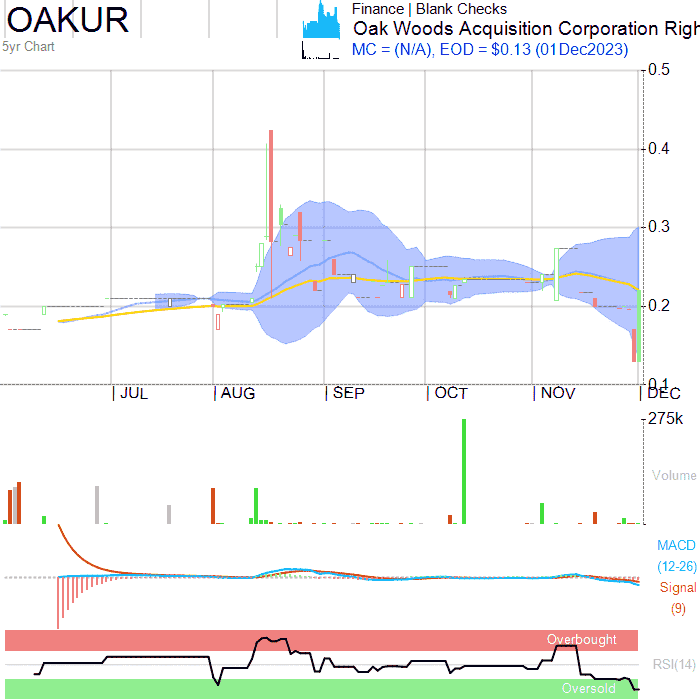 OAKUR
5yr Chart
Finance | Blank Checks
Oak Woods Acquisition Corporation Righ
MC = (N/A), EOD = $0.13 (01Dec2023)
0.5
0.4
0.3
0.2
0.1
JUL
AUG
SEP
OCT
NOV
DEC
275k
Volume
MACD
(12-26)
Signal
(9)
Overbought
RSI(14)
Oversold